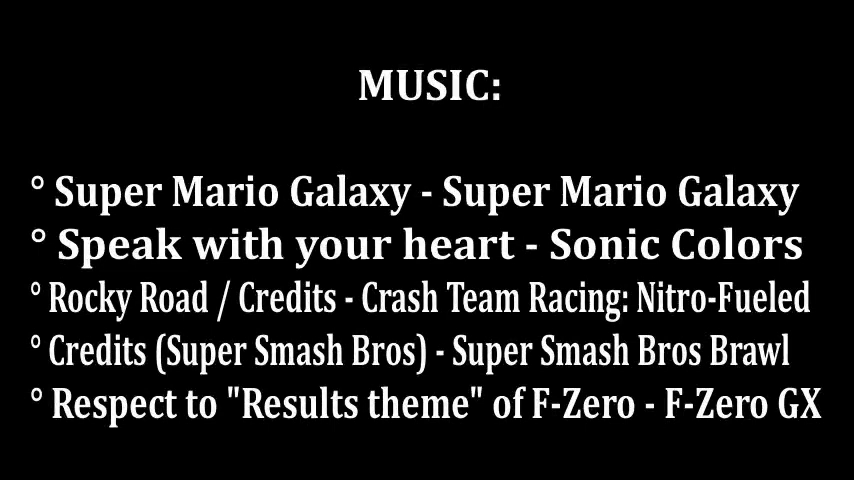 MUSIC:
° Super Mario Galaxy - Super Mario Galaxy
° Speak with your heart - Sonic Colors
° Rocky Road / Credits - Crash Team Racing: Nitro-Fueled
° Credits (Super Smash Bros) - Super Smash Bros Brawl
° Respect to "Results theme" of F-Zero - F-Zero GX